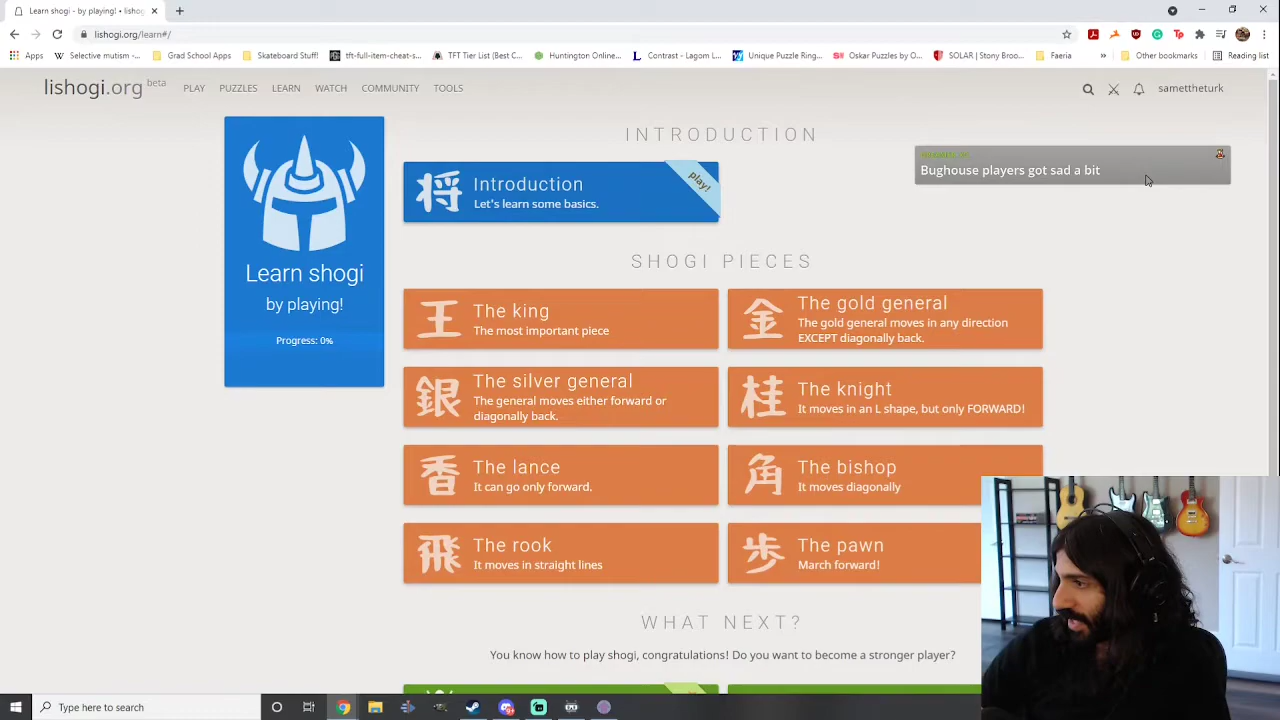 Learn shogi - by playing! • lishog
lishogi.org/learn#/
Apps
Selective mutism -...
Grad School Apps
Skateboard Stuff!
tft-full-item-cheat-s...
TFT Tier List (Best C...
Huntington Online...
Contrast - Lagom L...
Unique Puzzle Ring...
Oskar Puzzles by O...
SOLAR | Stony Broo...
Faeria
»
Other bookmarks
Reading list
lishogi.org beta
PLAY
PUZZLES
LEARN
WATCH
COMMUNITY
TOOLS
samettheturk
INTRODUCTION
将
Introduction
Let's learn some basics.
play!
Bughouse players got sad a bit
Learn shogi
by playing!
Progress: 0%
SHOGI PIECES
王
The king
The most important piece
金
The gold general
The gold general moves in any direction
EXCEPT diagonally back.
銀
The silver general
The general moves either forward or
diagonally back.
桂
The knight
It moves in an L shape, but only FORWARD!
香
The lance
It can go only forward.
角
The bishop
It moves diagonally
飛
The rook
It moves in straight lines
歩
The pawn
March forward!
WHAT NEXT?
You know how to play shogi, congratulations! Do you want to become a stronger player?
Type here to search